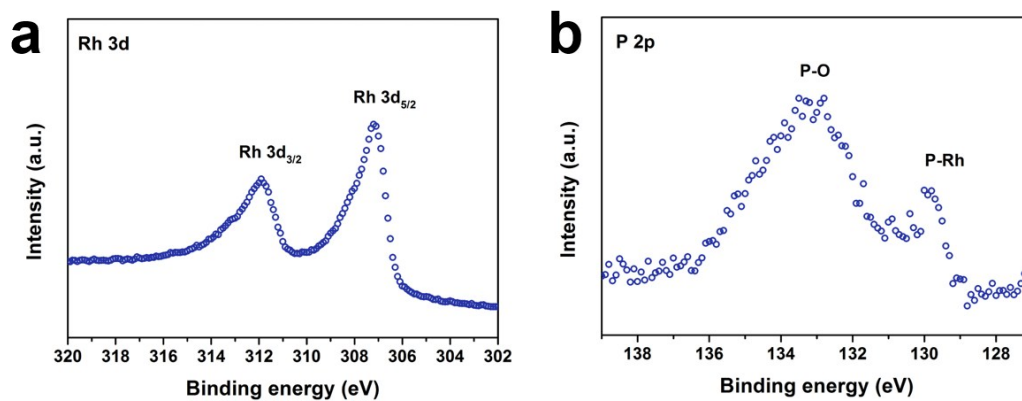 a
Rh 3d
Rh 3d3/2
Rh 3d5/2
Intensity (a.u.)
320 318 316 314 312 310 308 306 304 302
Binding energy (eV)
b
P 2p
P-O
P-Rh
Intensity (a.u.)
138 136 134 132 130 128
Binding energy (eV)